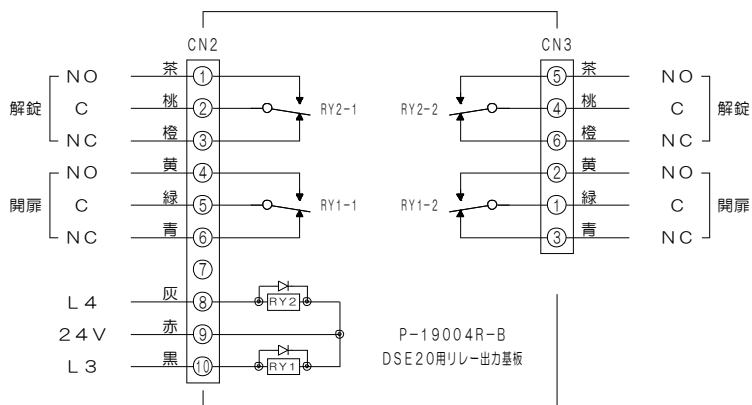 CN2 CN3
NO 茶 ① ⑤ 茶 NO
解錠 C 桃 ② RY2-1 RY2-2 ④ 桃 C 解錠
NC 橙 ③ ⑥ 橙 NC
NO 黄 ④ ② 黄 NO
開扉 C 緑 ⑤ RY1-1 RY1-2 ① 緑 C 開扉
NC 青 ⑥ ③ 青 NC
⑦
L4 灰 ⑧ RY2
24V 赤 ⑨ P-19004R-B
DSE20用リレー出力基板
L3 黒 ⑩ RY1